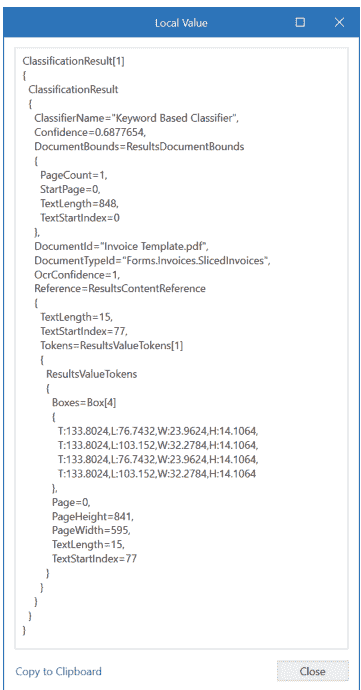 Local Value
ClassificationResult[1]
{
ClassificationResult
{
ClassifierName="Keyword Based Classifier",
Confidence=0.6877654,
DocumentBounds=ResultsDocumentBounds
{
PageCount=1,
StartPage=0,
TextLength=848,
TextStartIndex=0
},
DocumentId="Invoice Template.pdf",
DocumentTypeId="Forms.Invoices.SlicedInvoices",
OcrConfidence=1,
Reference=ResultsContentReference
{
TextLength=15,
TextStartIndex=77,
Tokens=ResultsValueTokens[1]
{
ResultsValueTokens
{
Boxes=Box[4]
{
T:133.8024,L:76.7432,W:23.9624,H:14.1064,
T:133.8024,L:103.152,W:32.2784,H:14.1064,
T:133.8024,L:76.7432,W:23.9624,H:14.1064,
T:133.8024,L:103.152,W:32.2784,H:14.1064
},
Page=0,
PageHeight=841,
PageWidth=595,
TextLength=15,
TextStartIndex=77
}
}
}
}
}
Copy to Clipboard
Close